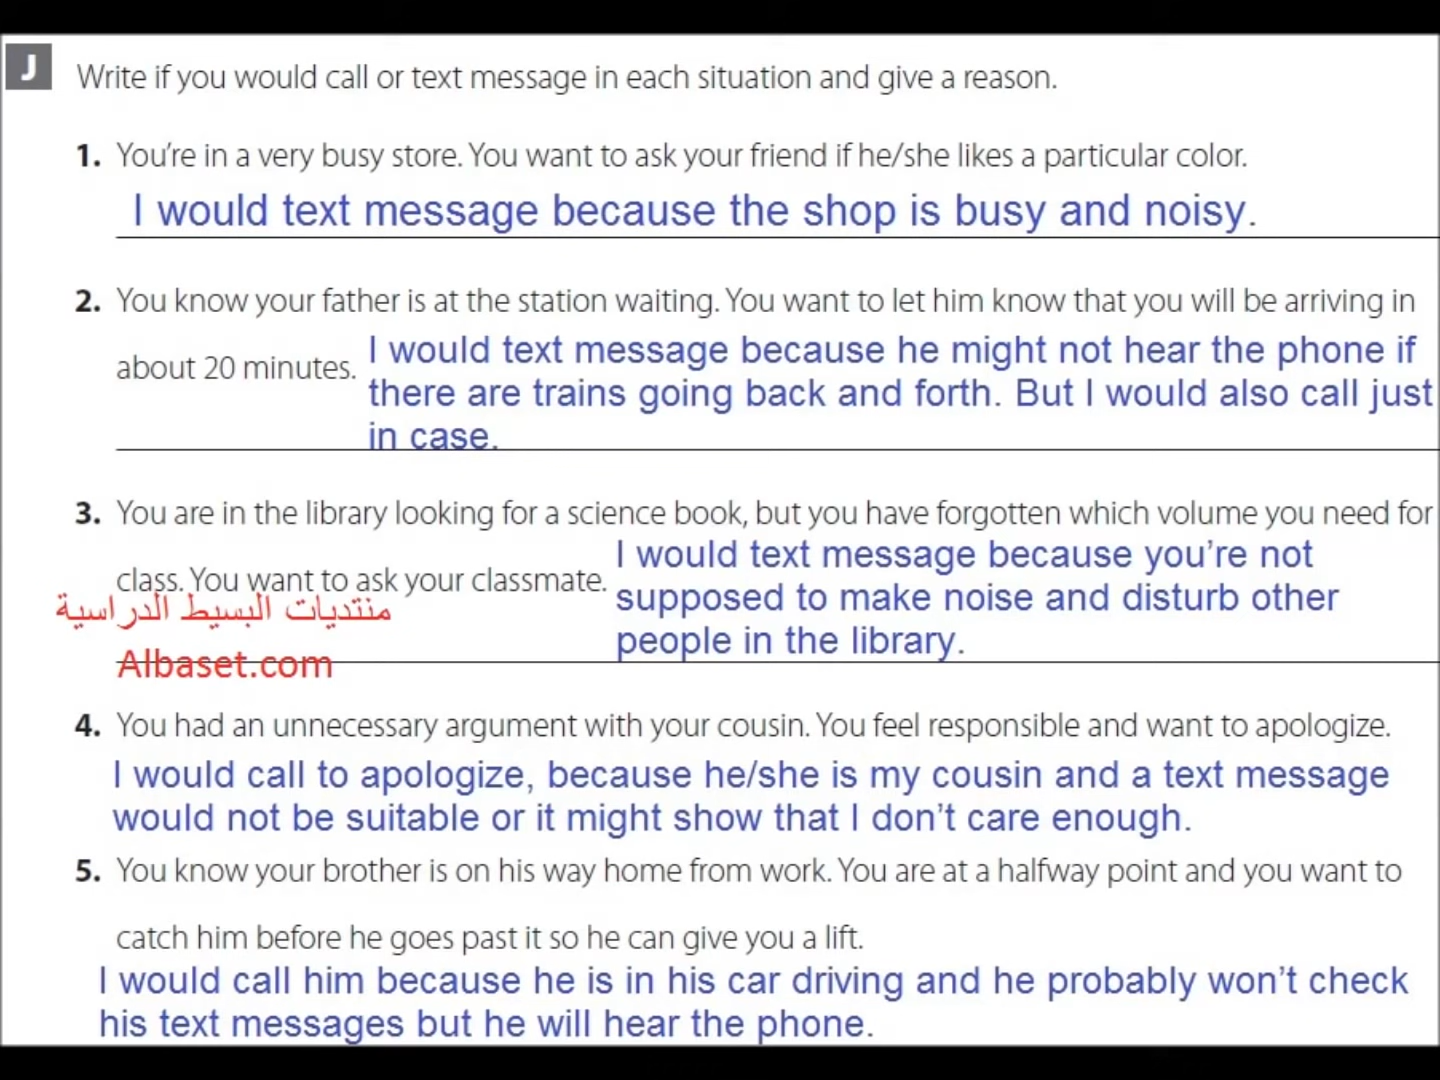 J Write if you would call or text message in each situation and give a reason.
1. You're in a very busy store. You want to ask your friend if he/she likes a particular color.
I would text message because the shop is busy and noisy.
2. You know your father is at the station waiting. You want to let him know that you will be arriving in
about 20 minutes.
I would text message because he might not hear the phone if
there are trains going back and forth. But I would also call just
in case.
3. You are in the library looking for a science book, but you have forgotten which volume you need for
class. You want to ask your classmate.
I would text message because you're not
supposed to make noise and disturb other
people in the library.
منتديات البسيط الدراسية
Albaset.com
4. You had an unnecessary argument with your cousin. You feel responsible and want to apologize.
I would call to apologize, because he/she is my cousin and a text message
would not be suitable or it might show that I don't care enough.
5. You know your brother is on his way home from work. You are at a halfway point and you want to
catch him before he goes past it so he can give you a lift.
I would call him because he is in his car driving and he probably won't check
his text messages but he will hear the phone.